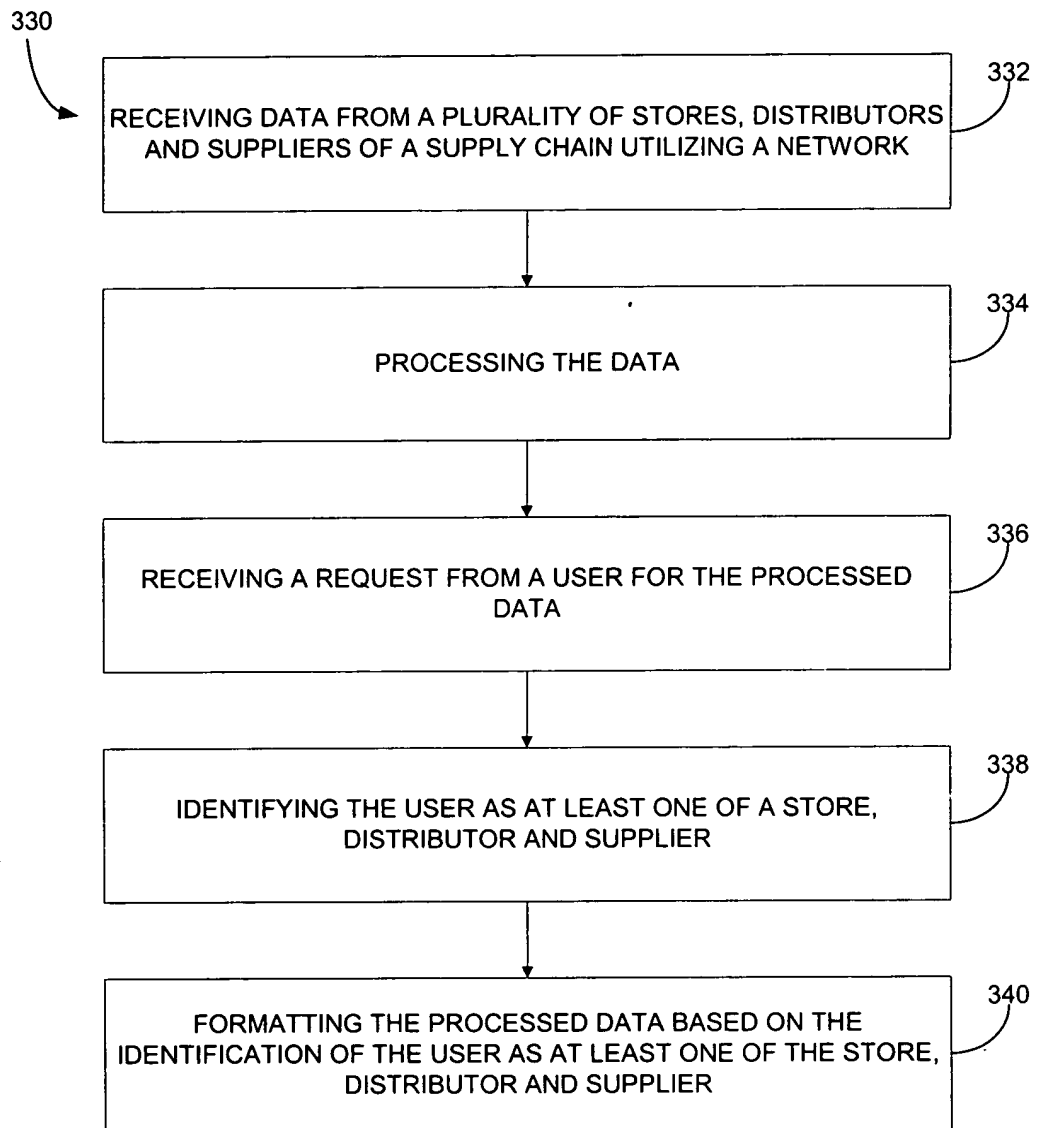 330
332
RECEIVING DATA FROM A PLURALITY OF STORES, DISTRIBUTORS
AND SUPPLIERS OF A SUPPLY CHAIN UTILIZING A NETWORK
334
PROCESSING THE DATA
336
RECEIVING A REQUEST FROM A USER FOR THE PROCESSED
DATA
338
IDENTIFYING THE USER AS AT LEAST ONE OF A STORE,
DISTRIBUTOR AND SUPPLIER
340
FORMATTING THE PROCESSED DATA BASED ON THE
IDENTIFICATION OF THE USER AS AT LEAST ONE OF THE STORE,
DISTRIBUTOR AND SUPPLIER